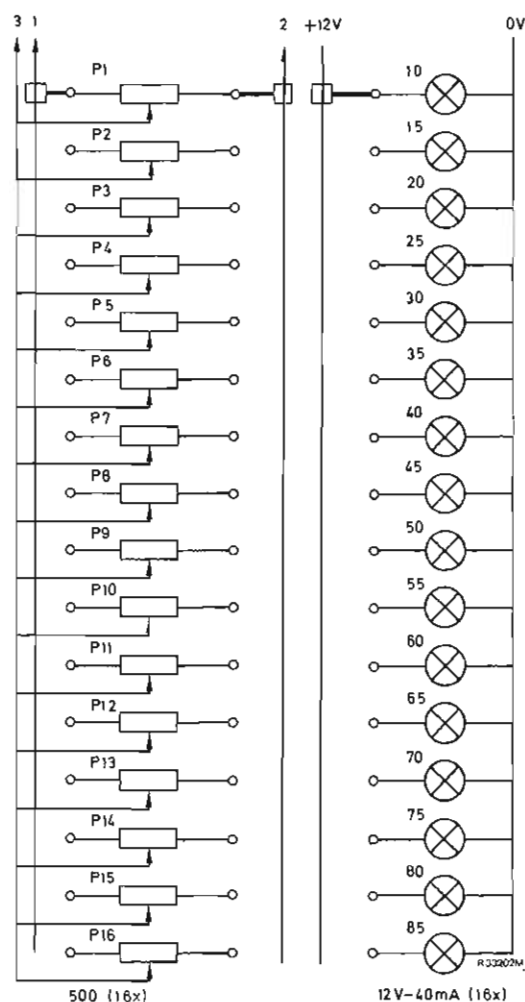 3 1 2 +12V 0V
P1 10
P2 15
P3 20
P4 25
P5 30
P6 35
P7 40
P8 45
P9 50
P10 55
P11 60
P12 65
P13 70
P14 75
P15 80
P16 85
R33202M
500 (16x) 12V-40mA (16x)